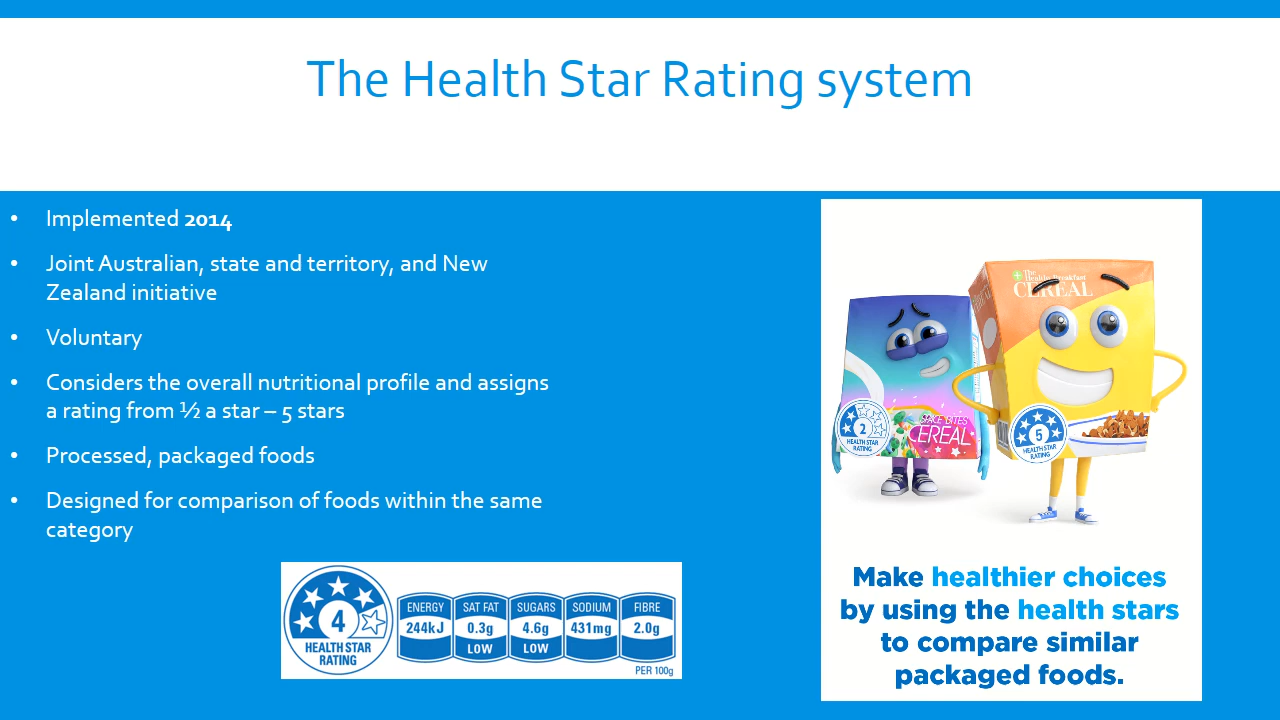 The Health Star Rating system
• Implemented 2014
• Joint Australian, state and territory, and New
Zealand initiative
• Voluntary
• Considers the overall nutritional profile and assigns
a rating from ½ a star – 5 stars
• Processed, packaged foods
• Designed for comparison of foods within the same
category
4
HEALTH STAR
RATING
ENERGY SAT FAT SUGARS SODIUM FIBRE
244kJ 0.3g 4.6g 431mg 2.0g
LOW LOW
PER 100g
The
Healthy Breakfast
CEREAL
SPACE BITES
CEREAL
2
HEALTH STAR
RATING
5
HEALTH STAR
RATING
Make healthier choices
by using the health stars
to compare similar
packaged foods.